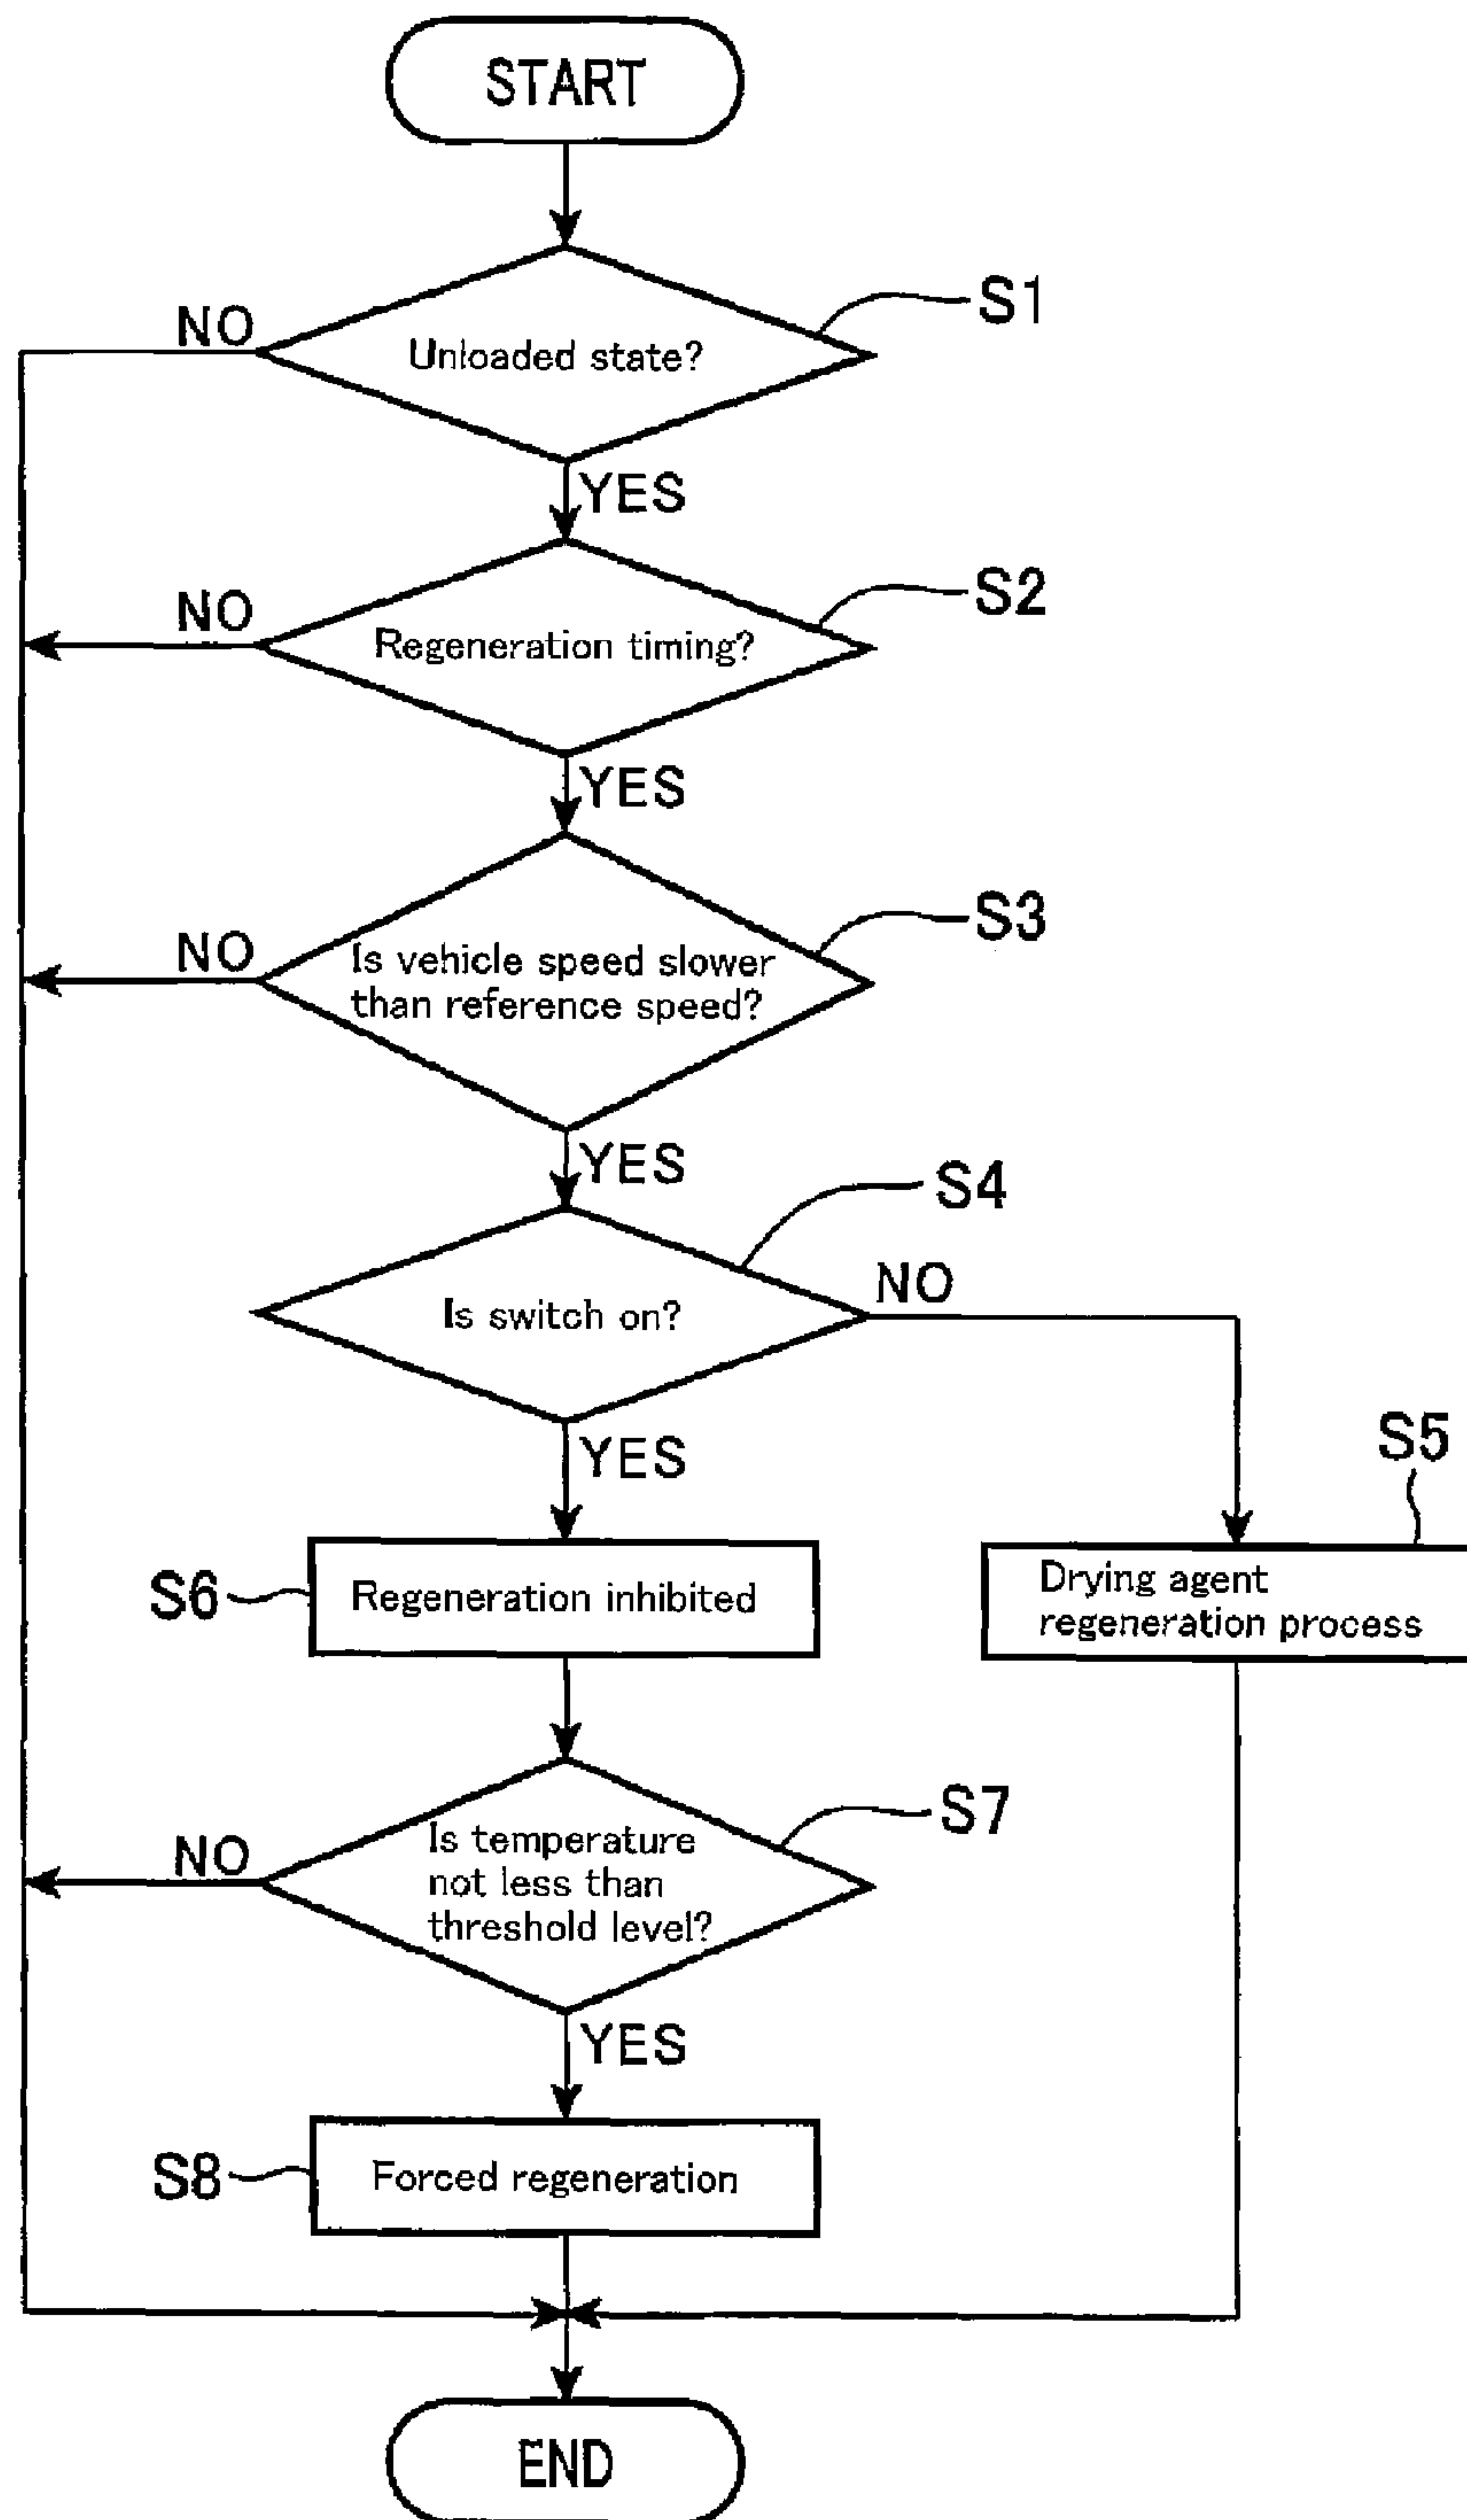 START
S1
NO
Unloaded state?
YES
S2
NO
Regeneration timing?
YES
S3
NO
Is vehicle speed slower
than reference speed?
YES
S4
NO
Is switch on?
YES
S5
Drying agent
regeneration process
S6
Regeneration inhibited
S7
NO
Is temperature
not less than
threshold level?
YES
S8
Forced regeneration
END